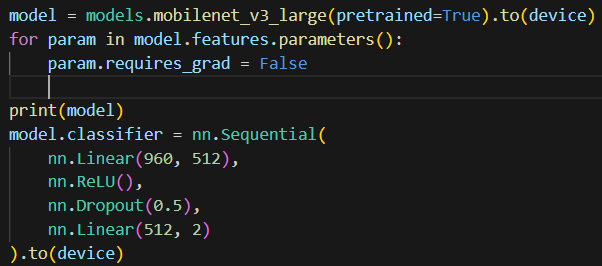 model = models.mobilenet_v3_large(pretrained=True).to(device)
for param in model.features.parameters():
    param.requires_grad = False
print(model)
model.classifier = nn.Sequential(
    nn.Linear(960, 512),
    nn.ReLU(),
    nn.Dropout(0.5),
    nn.Linear(512, 2)
).to(device)